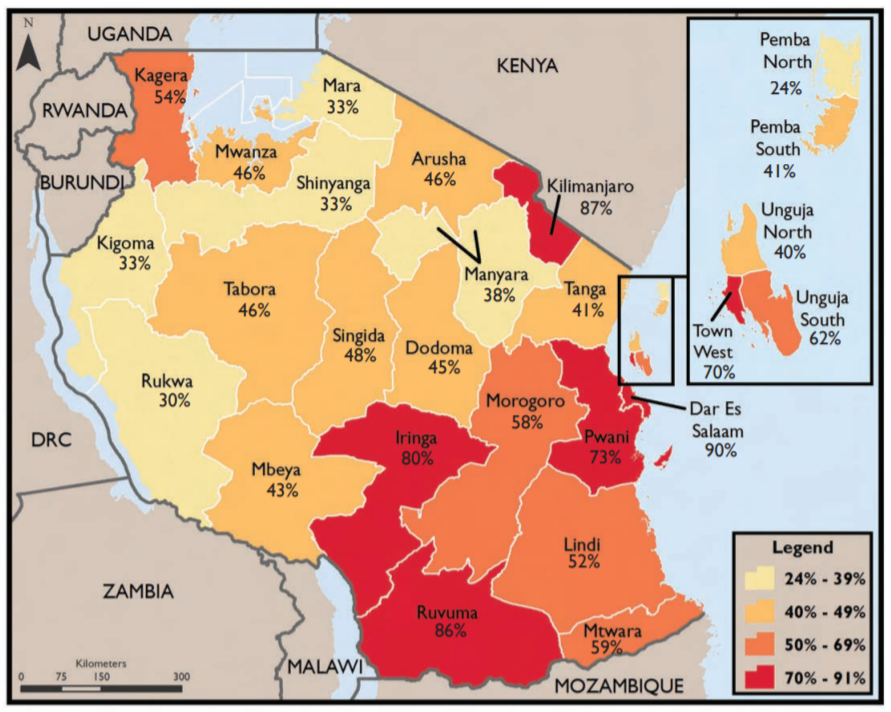 N
UGANDA
KENYA
RWANDA
BURUNDI
DRC
ZAMBIA
MALAWI
MOZAMBIQUE
Kagera
54%
Mara
33%
Mwanza
46%
Arusha
46%
Shinyanga
33%
Kilimanjaro
87%
Kigoma
33%
Tabora
46%
Manyara
38%
Tanga
41%
Singida
48%
Dodoma
45%
Rukwa
30%
Morogoro
58%
Pwani
73%
Dar Es
Salaam
90%
Iringa
80%
Mbeya
43%
Lindi
52%
Ruvuma
86%
Mtwara
59%
Pemba
North
24%
Pemba
South
41%
Unguja
North
40%
Unguja
South
62%
Town
West
70%
Legend
24% - 39%
40% - 49%
50% - 69%
70% - 91%
Kilometers
0 75 150 300